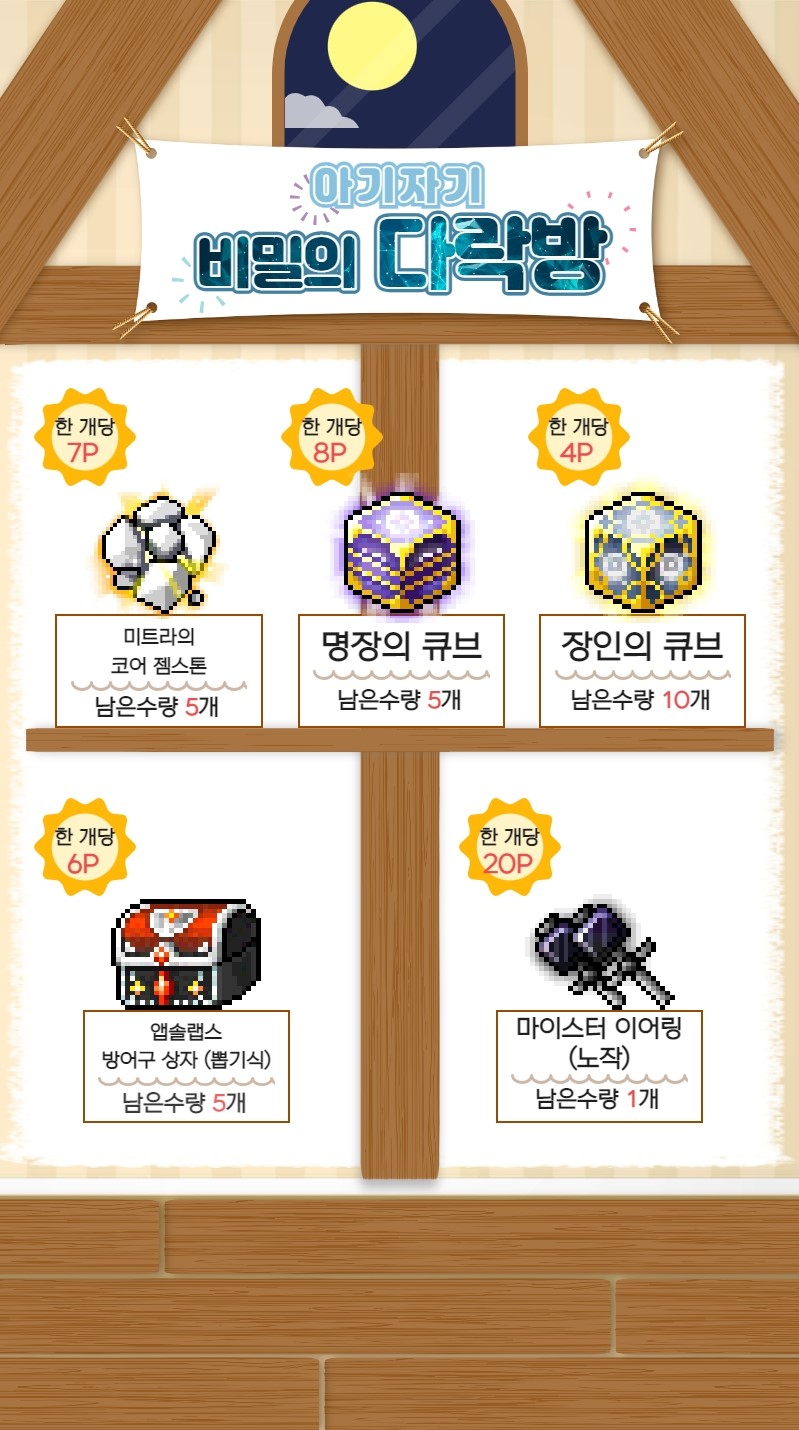 아기자기
비밀의 다락방
한 개당
7P
한 개당
8P
한 개당
4P
미트라의
코어 젬스톤
남은수량 5개
명장의 큐브
남은수량 5개
장인의 큐브
남은수량 10개
한 개당
6P
한 개당
20P
앱솔랩스
방어구 상자 (뽑기식)
남은수량 5개
마이스터 이어링
(노작)
남은수량 1개